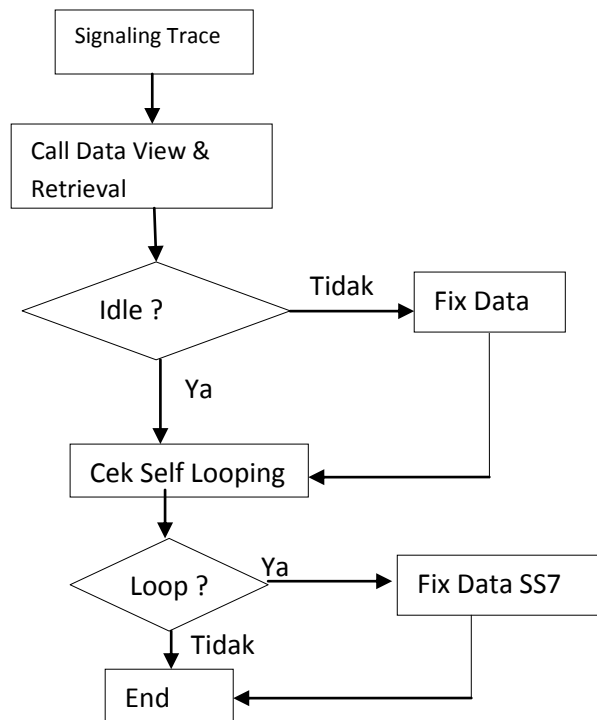 Signaling Trace
Call Data View &
Retrieval
Idle ?
Tidak
Fix Data
Ya
Cek Self Looping
Loop ?
Ya
Fix Data SS7
Tidak
End